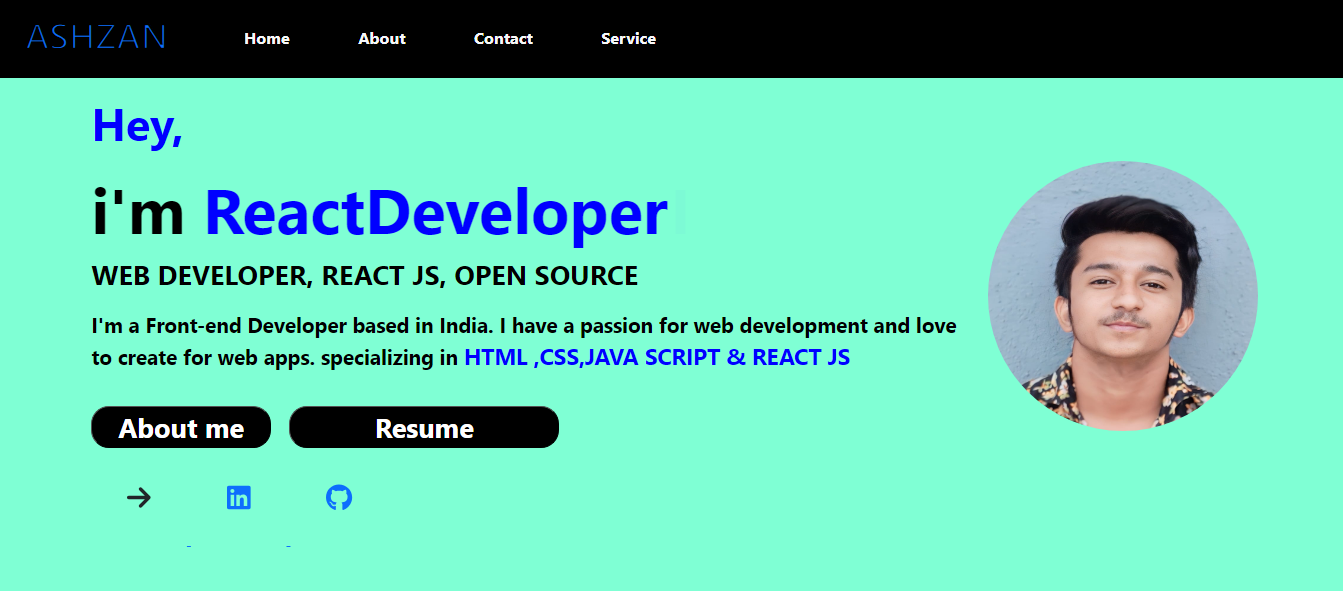 ASHZAN Home About Contact Service
Hey,
i'm ReactDeveloper
WEB DEVELOPER, REACT JS, OPEN SOURCE
I'm a Front-end Developer based in India. I have a passion for web development and love
to create for web apps. specializing in HTML ,CSS,JAVA SCRIPT & REACT JS
About me Resume
in